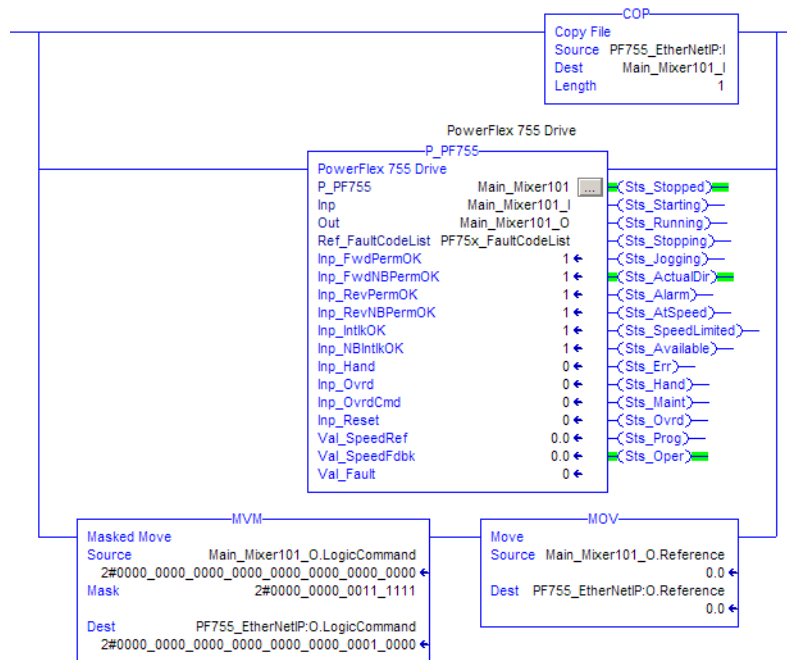 COP
Copy File
Source PF755_EtherNetIP:I
Dest Main_Mixer101_I
Length 1
PowerFlex 755 Drive
P_PF755
PowerFlex 755 Drive
P_PF755 Main_Mixer101 ... (Sts_Stopped)
Inp Main_Mixer101_I (Sts_Starting)
Out Main_Mixer101_O (Sts_Running)
Ref_FaultCodeList PF75x_FaultCodeList (Sts_Stopping)
Inp_FwdPermOK 1 (Sts_Jogging)
Inp_FwdNBPermOK 1 (Sts_ActualDir)
Inp_RevPermOK 1 (Sts_Alarm)
Inp_RevNBPermOK 1 (Sts_AtSpeed)
Inp_IntlkOK 1 (Sts_SpeedLimited)
Inp_NBIntlkOK 1 (Sts_Available)
Inp_Hand 0 (Sts_Err)
Inp_Ovrd 0 (Sts_Hand)
Inp_OvrdCmd 0 (Sts_Maint)
Inp_Reset 0 (Sts_Ovrd)
Val_SpeedRef 0.0 (Sts_Prog)
Val_SpeedFdbk 0.0 (Sts_Oper)
Val_Fault 0
MVM
Masked Move
Source Main_Mixer101_O.LogicCommand
2#0000_0000_0000_0000_0000_0000_0000_0000
Mask 2#0000_0000_0011_1111
Dest PF755_EtherNetIP:O.LogicCommand
2#0000_0000_0000_0000_0000_0000_0001_0000
MOV
Move
Source Main_Mixer101_O.Reference
0.0
Dest PF755_EtherNetIP:O.Reference
0.0